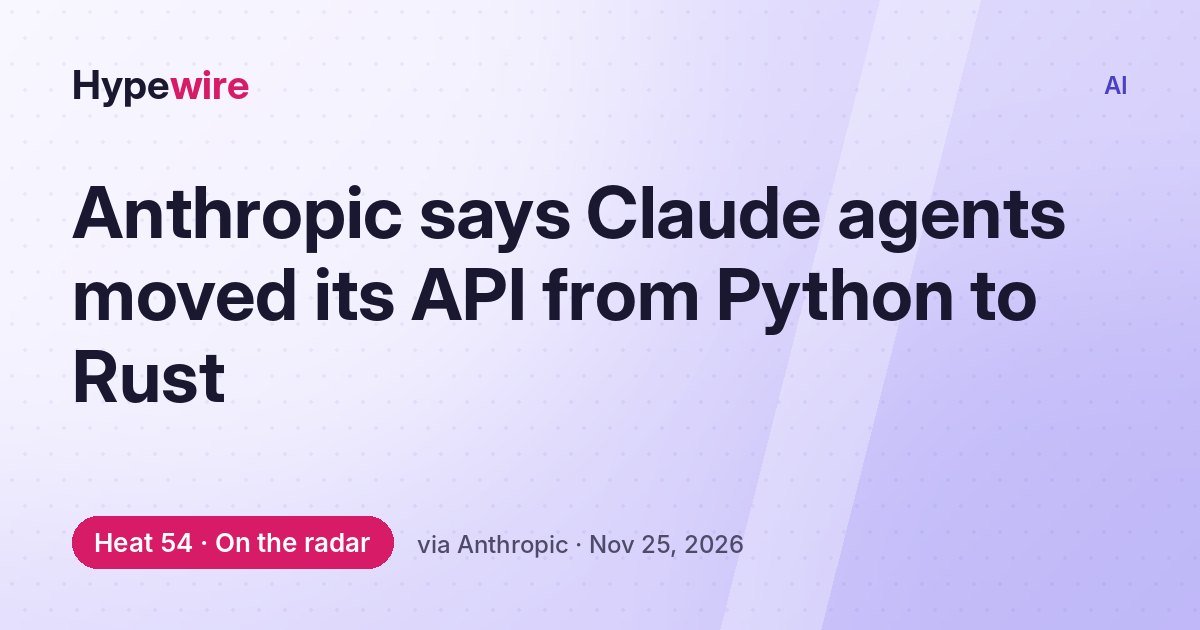 Hypewire
AI
Anthropic says Claude agents
moved its API from Python to
Rust
Heat 54 · On the radar
via Anthropic · Nov 25, 2026